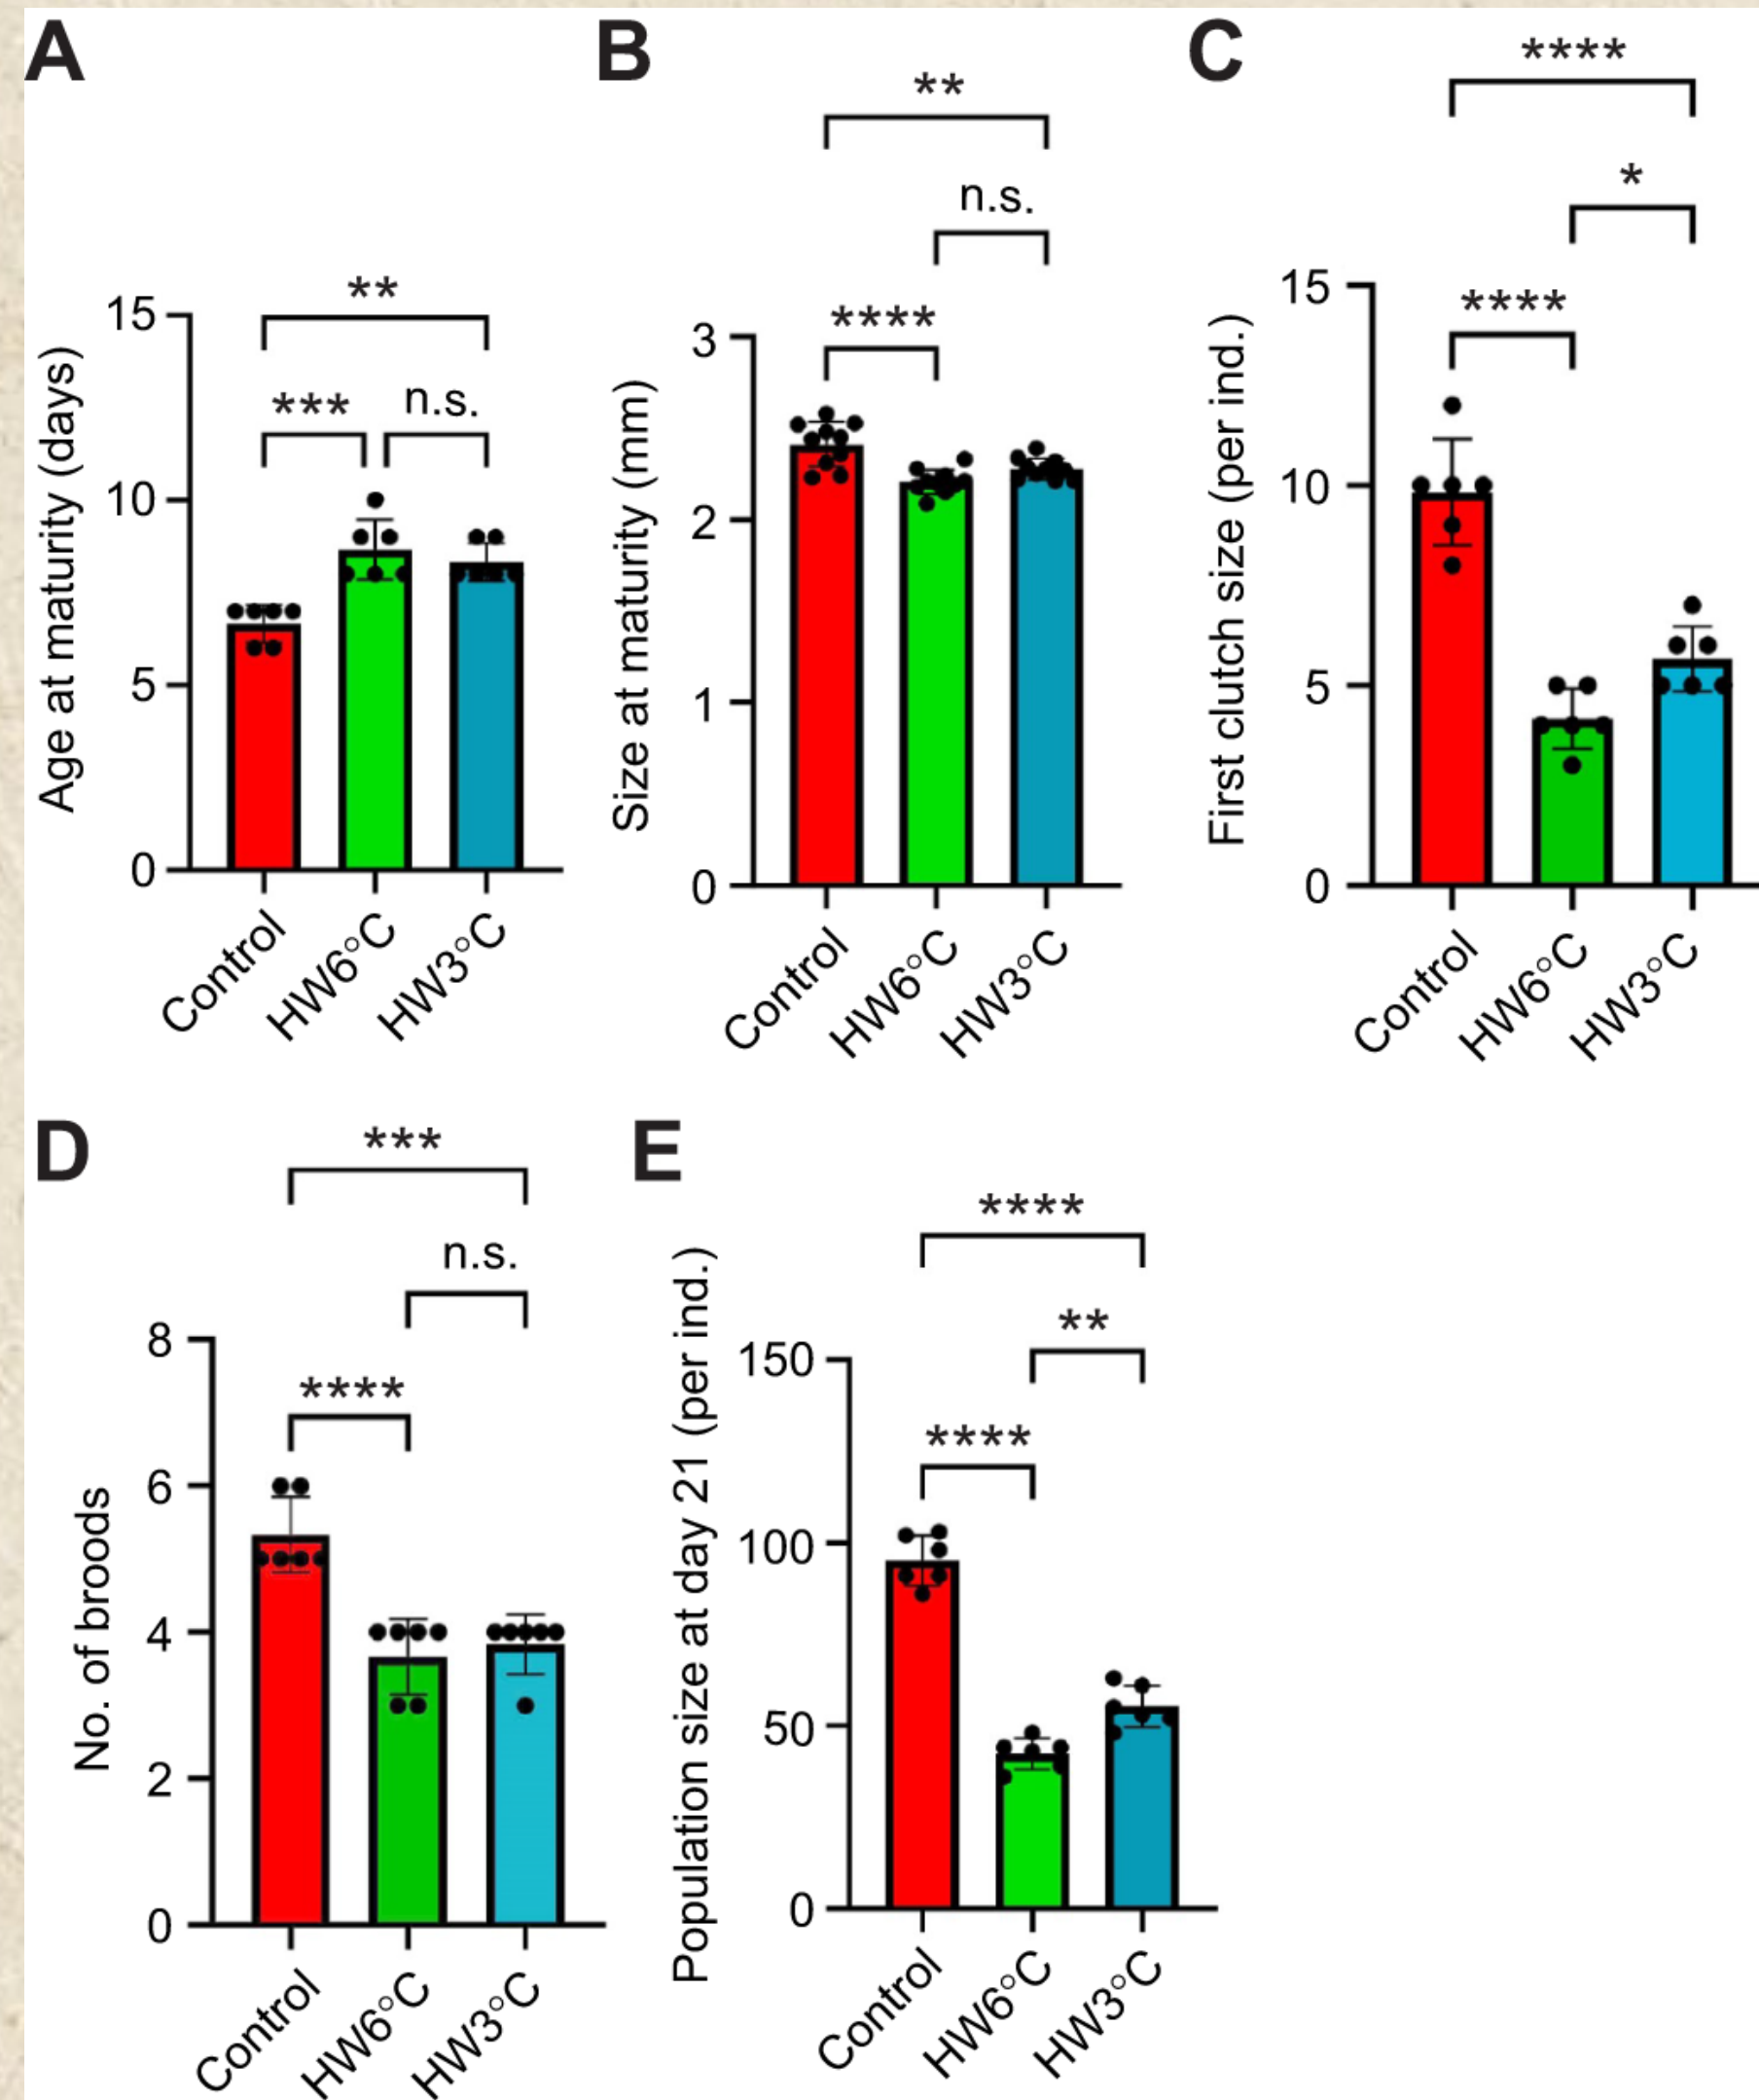 A
Age at maturity (days)
**
*** n.s.
15
10
5
0
Control
HW6°C
HW3°C
B
Size at maturity (mm)
**
n.s.
****
3
2
1
0
Control
HW6°C
HW3°C
C
First clutch size (per ind.)
****
*
****
15
10
5
0
Control
HW6°C
HW3°C
D
No. of broods
***
n.s.
****
8
6
4
2
0
Control
HW6°C
HW3°C
E
Population size at day 21 (per ind.)
****
**
****
150
100
50
0
Control
HW6°C
HW3°C